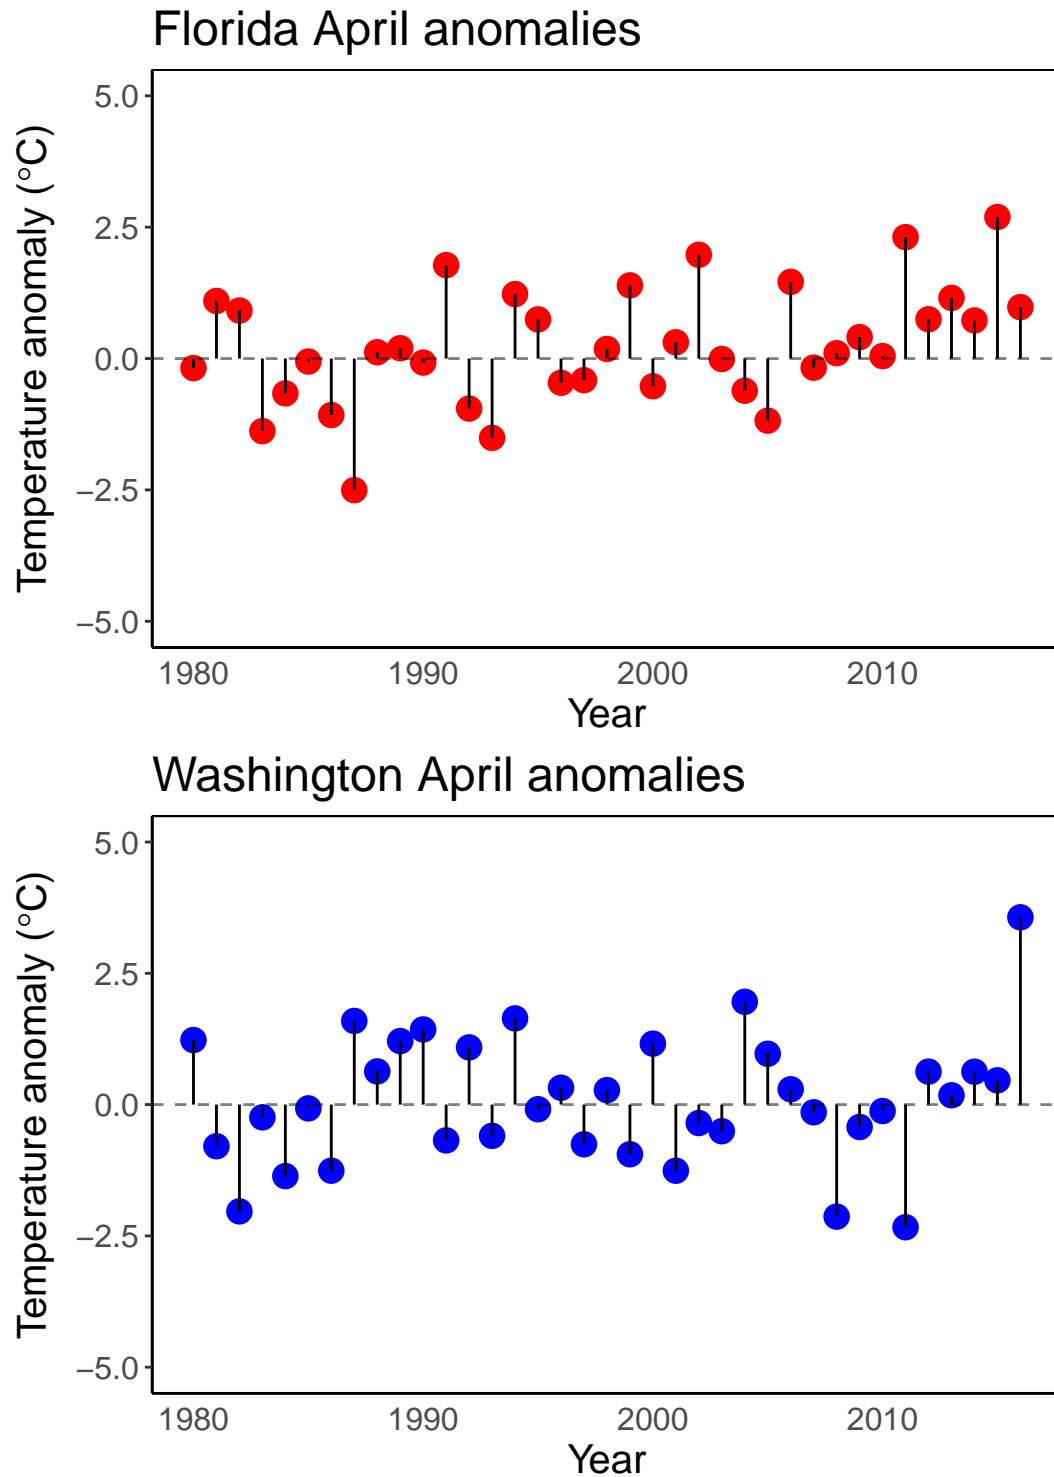 Florida April anomalies
Temperature anomaly (°C)
5.0
2.5
0.0
−2.5
−5.0
1980 1990 2000 2010
Year
Washington April anomalies
Temperature anomaly (°C)
5.0
2.5
0.0
−2.5
−5.0
1980 1990 2000 2010
Year